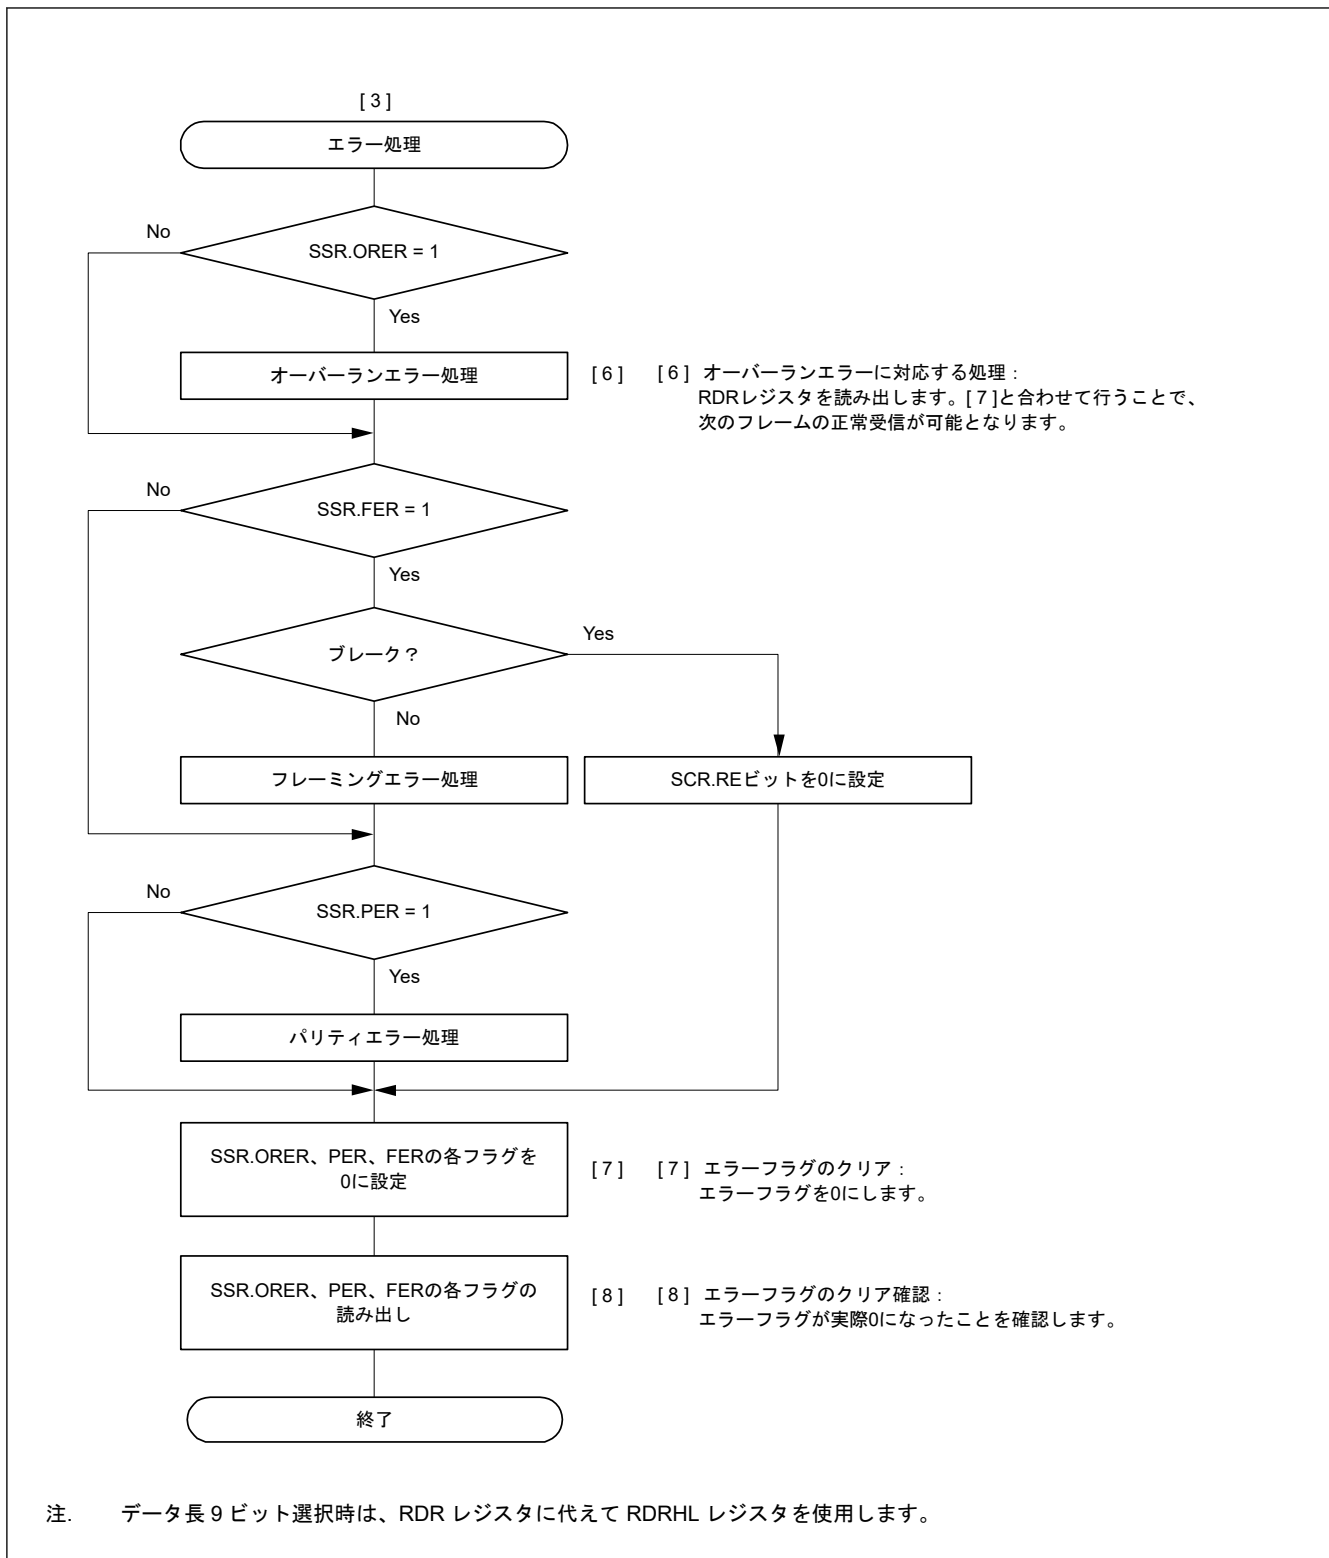 [ 3 ]
エラー処理
No
SSR.ORER = 1
Yes
オーバーランエラー処理
[ 6 ]
[ 6 ] オーバーランエラーに対応する処理：
RDRレジスタを読み出します。[ 7 ]と合わせて行うことで、
次のフレームの正常受信が可能となります。
No
SSR.FER = 1
Yes
ブレーク？
Yes
No
フレーミングエラー処理
SCR.REビットを0に設定
No
SSR.PER = 1
Yes
パリティエラー処理
SSR.ORER、PER、FERの各フラグを
0に設定
[ 7 ]
[ 7 ] エラーフラグのクリア：
エラーフラグを0にします。
SSR.ORER、PER、FERの各フラグの
読み出し
[ 8 ]
[ 8 ] エラーフラグのクリア確認：
エラーフラグが実際0になったことを確認します。
終了
注. データ長 9 ビット選択時は、RDR レジスタに代えて RDRHL レジスタを使用します。